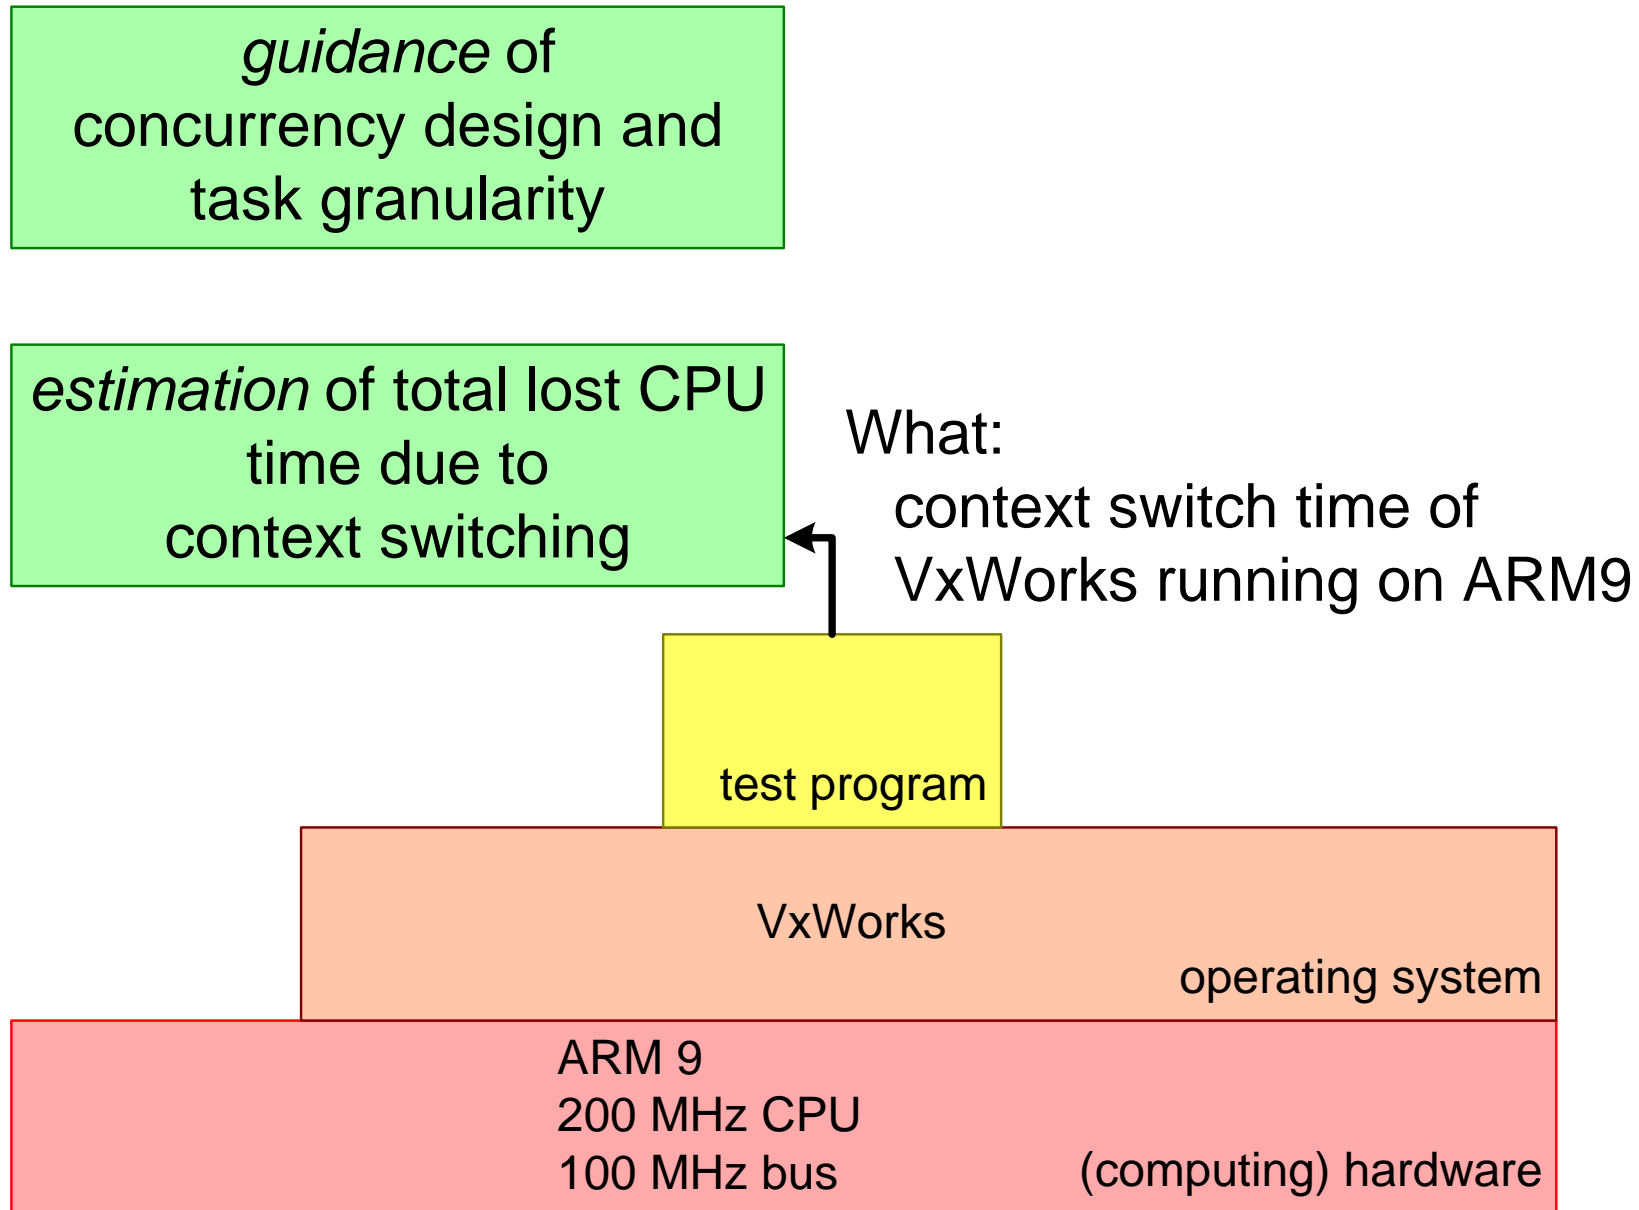 guidance of
concurrency design and
task granularity
estimation of total lost CPU
time due to
context switching
What:
context switch time of
VxWorks running on ARM9
test program
VxWorks
operating system
ARM 9
200 MHz CPU
100 MHz bus
(computing) hardware